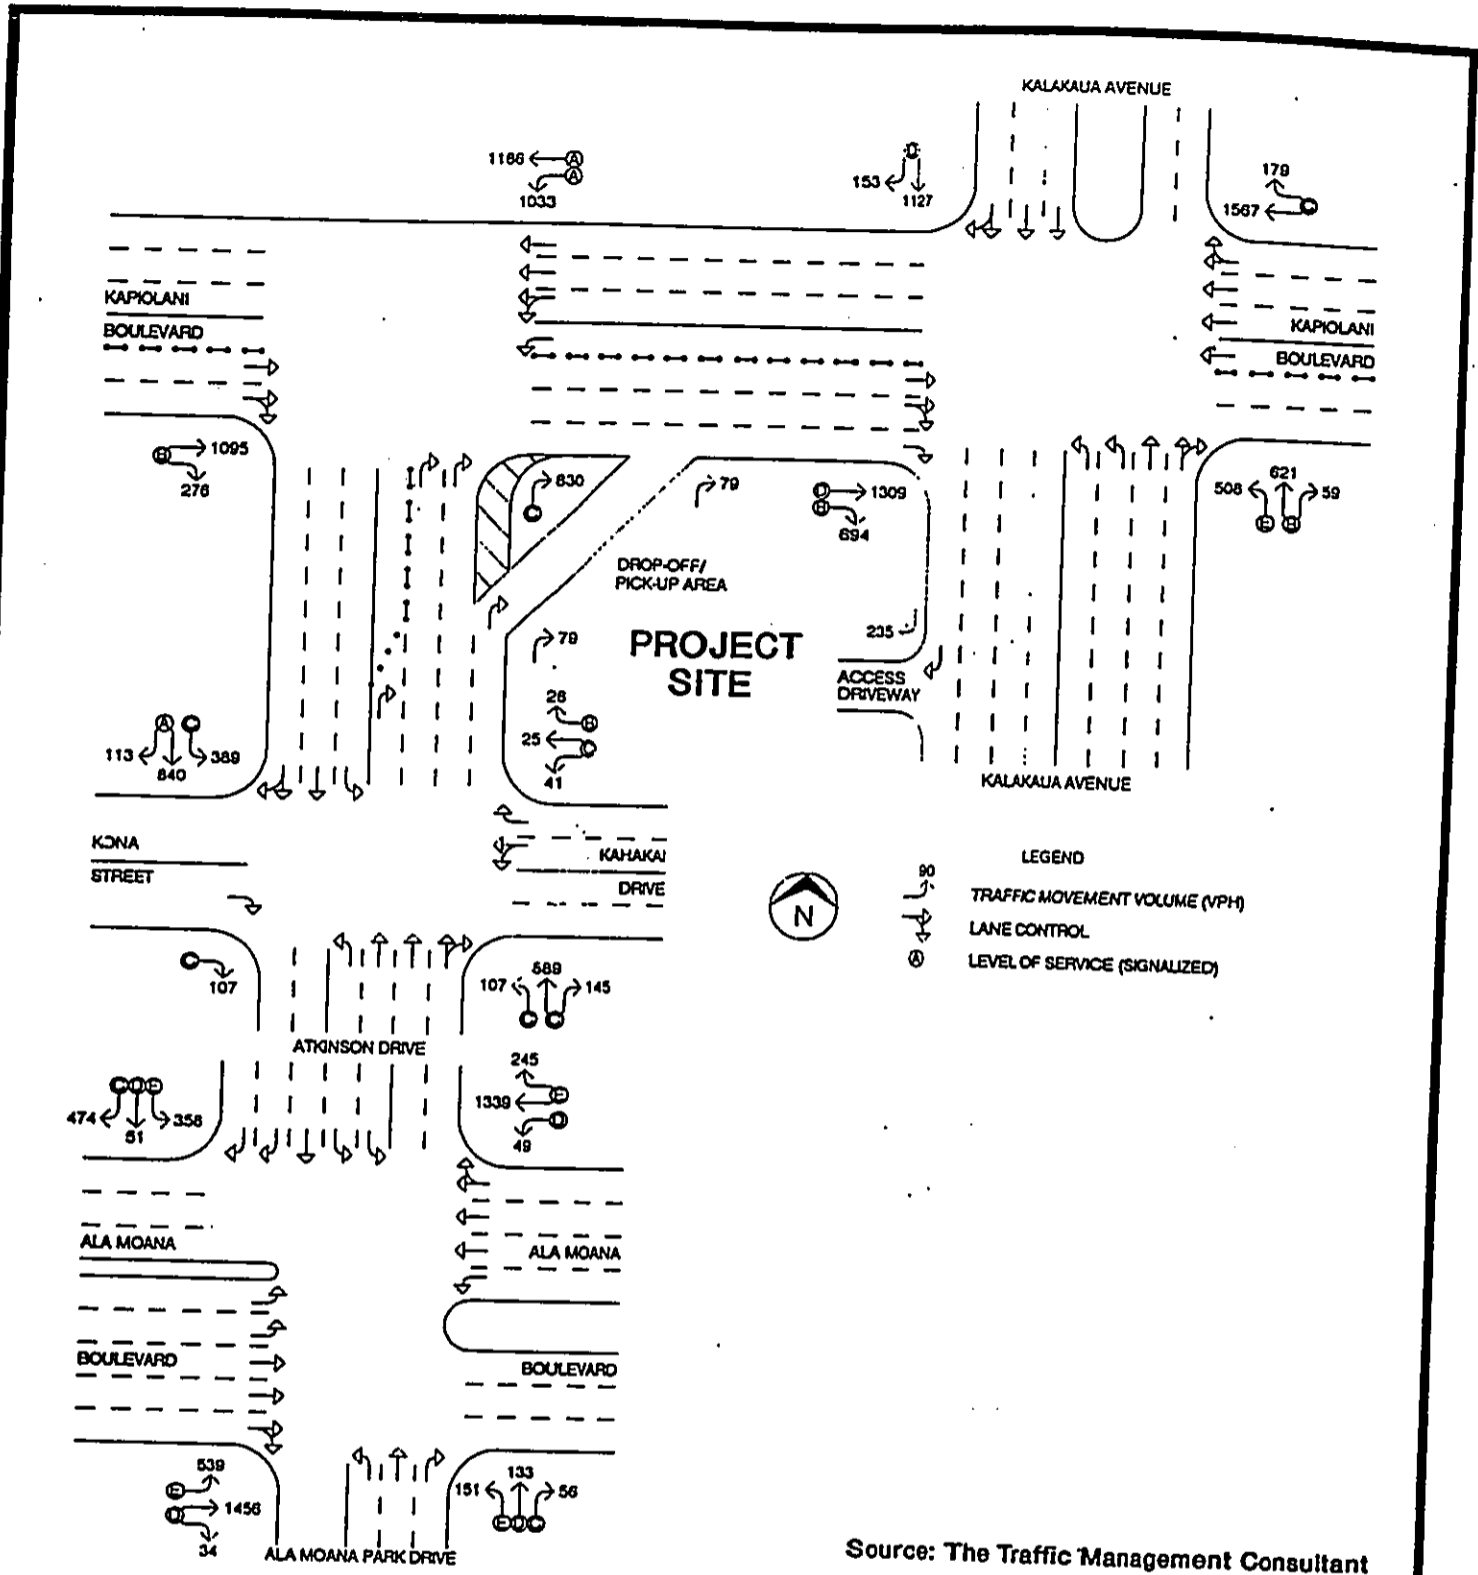 KALAKAUA AVENUE
1186
A
A
1033
153
1127
179
1567
C
KAPIOLANI
BOULEVARD
KAPIOLANI
BOULEVARD
B
1095
276
630
C
79
D
1309
B
694
508
621
59
E
B
DROP-OFF/
PICK-UP AREA
79
PROJECT
SITE
235
ACCESS
DRIVEWAY
KALAKAUA AVENUE
A
C
113
840
389
B
25
41
KONA
STREET
KAHAKAI
DRIVE
N
LEGEND
90
TRAFFIC MOVEMENT VOLUME (VPH)
LANE CONTROL
A
LEVEL OF SERVICE (SIGNALIZED)
C
107
107
589
145
C
C
ATKINSON DRIVE
C
D
E
474
51
358
245
E
1339
D
49
ALA MOANA
BOULEVARD
ALA MOANA
BOULEVARD
539
E
1456
D
34
151
133
56
E
D
C
ALA MOANA PARK DRIVE
Source: The Traffic Management Consultant